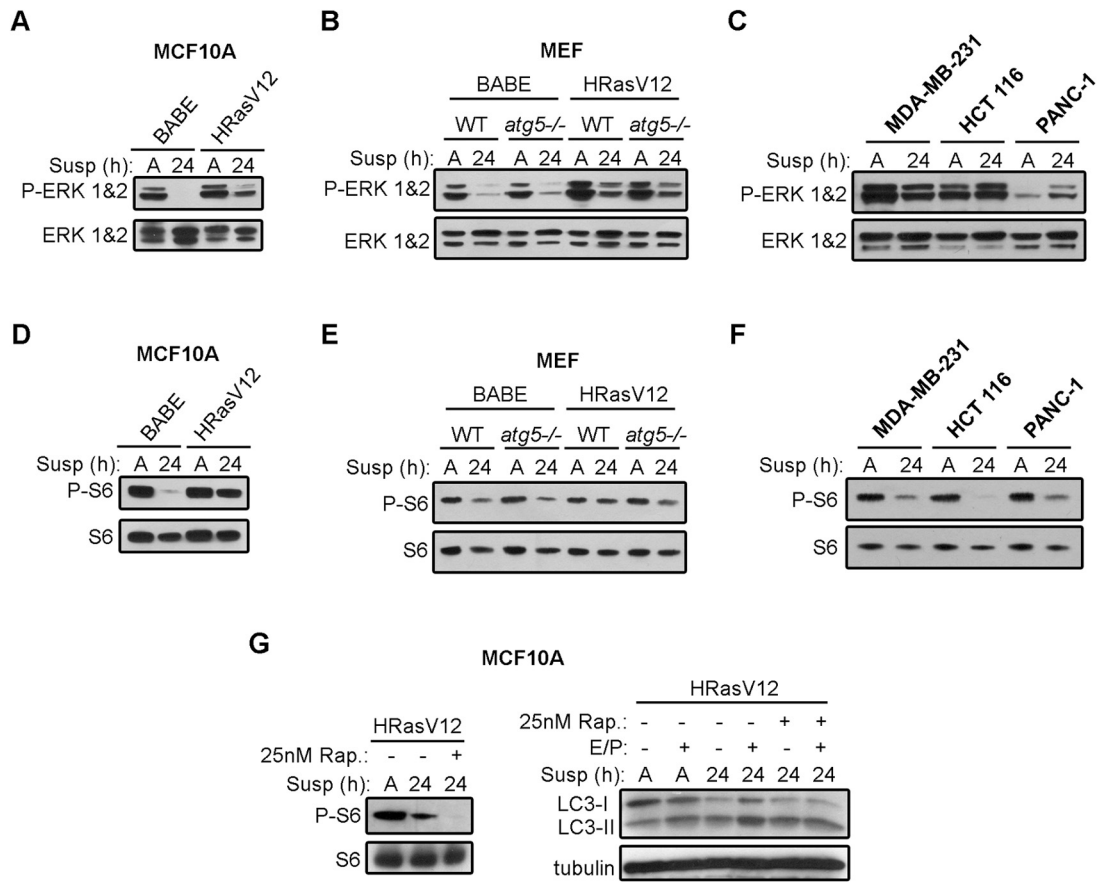 A
MCF10A
BABE HRasV12
Susp (h): A 24 A 24
P-ERK 1&2
ERK 1&2
B
MEF
BABE HRasV12
WT atg5-/- WT atg5-/-
Susp (h): A 24 A 24 A 24 A 24
P-ERK 1&2
ERK 1&2
C
MDA-MB-231 HCT 116 PANC-1
Susp (h): A 24 A 24 A 24
P-ERK 1&2
ERK 1&2
D
MCF10A
BABE HRasV12
Susp (h): A 24 A 24
P-S6
S6
E
MEF
BABE HRasV12
WT atg5-/- WT atg5-/-
Susp (h): A 24 A 24 A 24 A 24
P-S6
S6
F
MDA-MB-231 HCT 116 PANC-1
Susp (h): A 24 A 24 A 24
P-S6
S6
G
MCF10A
HRasV12
25nM Rap.: - - +
Susp (h): A 24 24
P-S6
S6
HRasV12
25nM Rap.: - - - - + +
E/P: - + - + - +
Susp (h): A A 24 24 24 24
LC3-I
LC3-II
tubulin